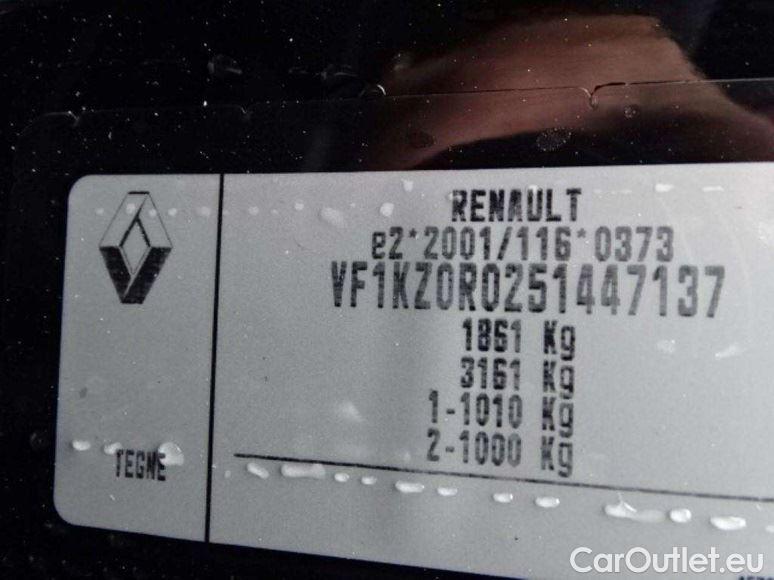 RENAULT
e2*2001/116*0373
VF1KZ0R0251447137
1861 Kg
3161 Kg
1-1010 Kg
2-1000 Kg
TEGNE
CarOutlet.eu